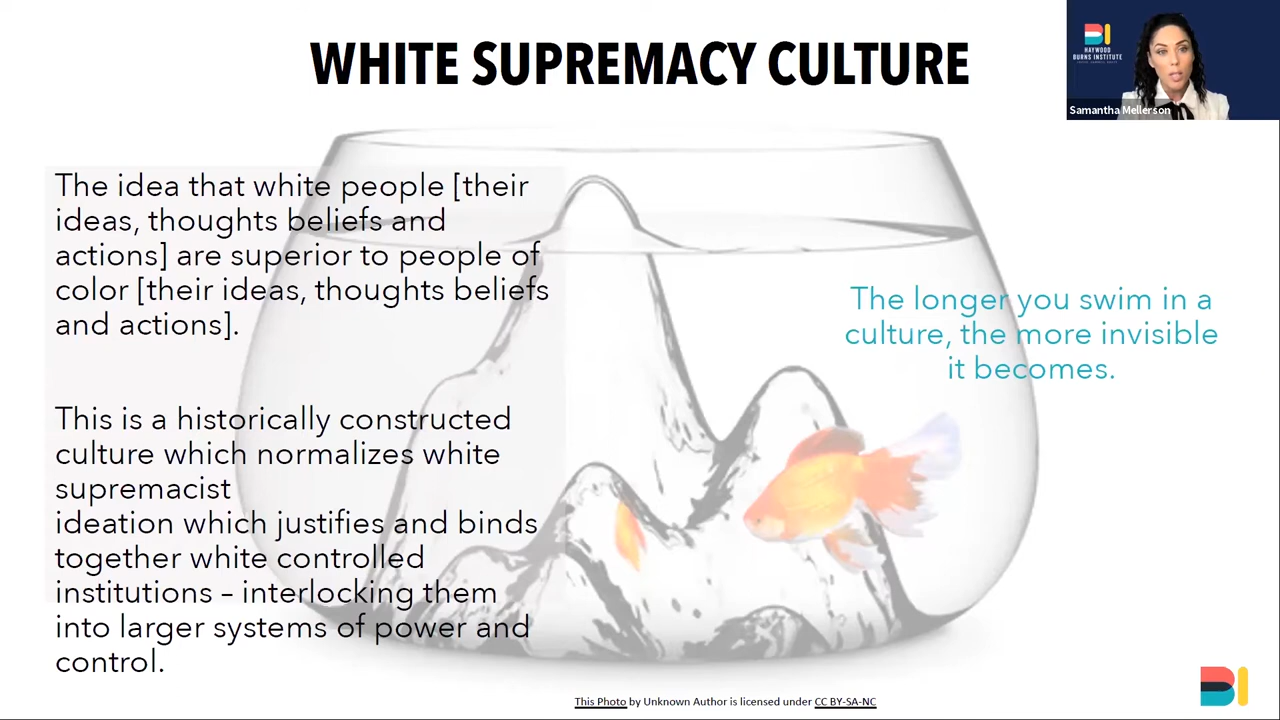 WHITE SUPREMACY CULTURE
HAYWOOD
BURNS INSTITUTE
Samantha Mellerson
The idea that white people [their
ideas, thoughts beliefs and
actions] are superior to people of
color [their ideas, thoughts beliefs
and actions].
The longer you swim in a
culture, the more invisible
it becomes.
This is a historically constructed
culture which normalizes white
supremacist
ideation which justifies and binds
together white controlled
institutions – interlocking them
into larger systems of power and
control.
This Photo by Unknown Author is licensed under CC BY-SA-NC